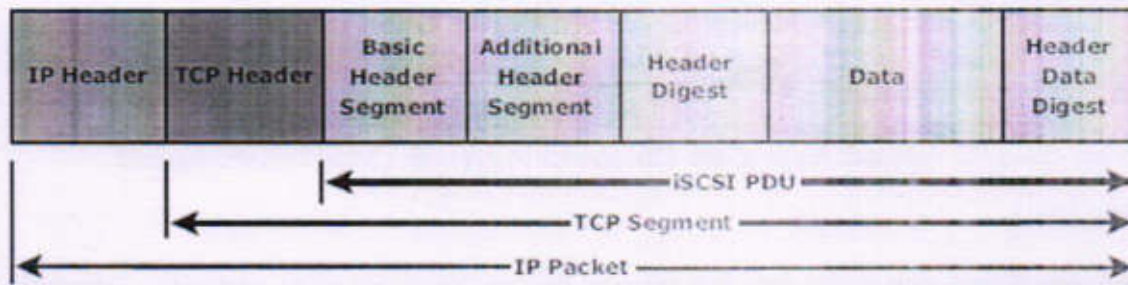 IP Header
TCP Header
Basic
Header
Segment
Additional
Header
Segment
Header
Digest
Data
Header
Data
Digest
iSCSI PDU
TCP Segment
IP Packet